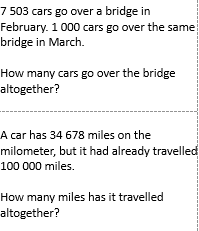 7 503 cars go over a bridge in
February. 1 000 cars go over the same
bridge in March.
How many cars go over the bridge
altogether?
A car has 34 678 miles on the
milometer, but it had already travelled
100 000 miles.
How many miles has it travelled
altogether?